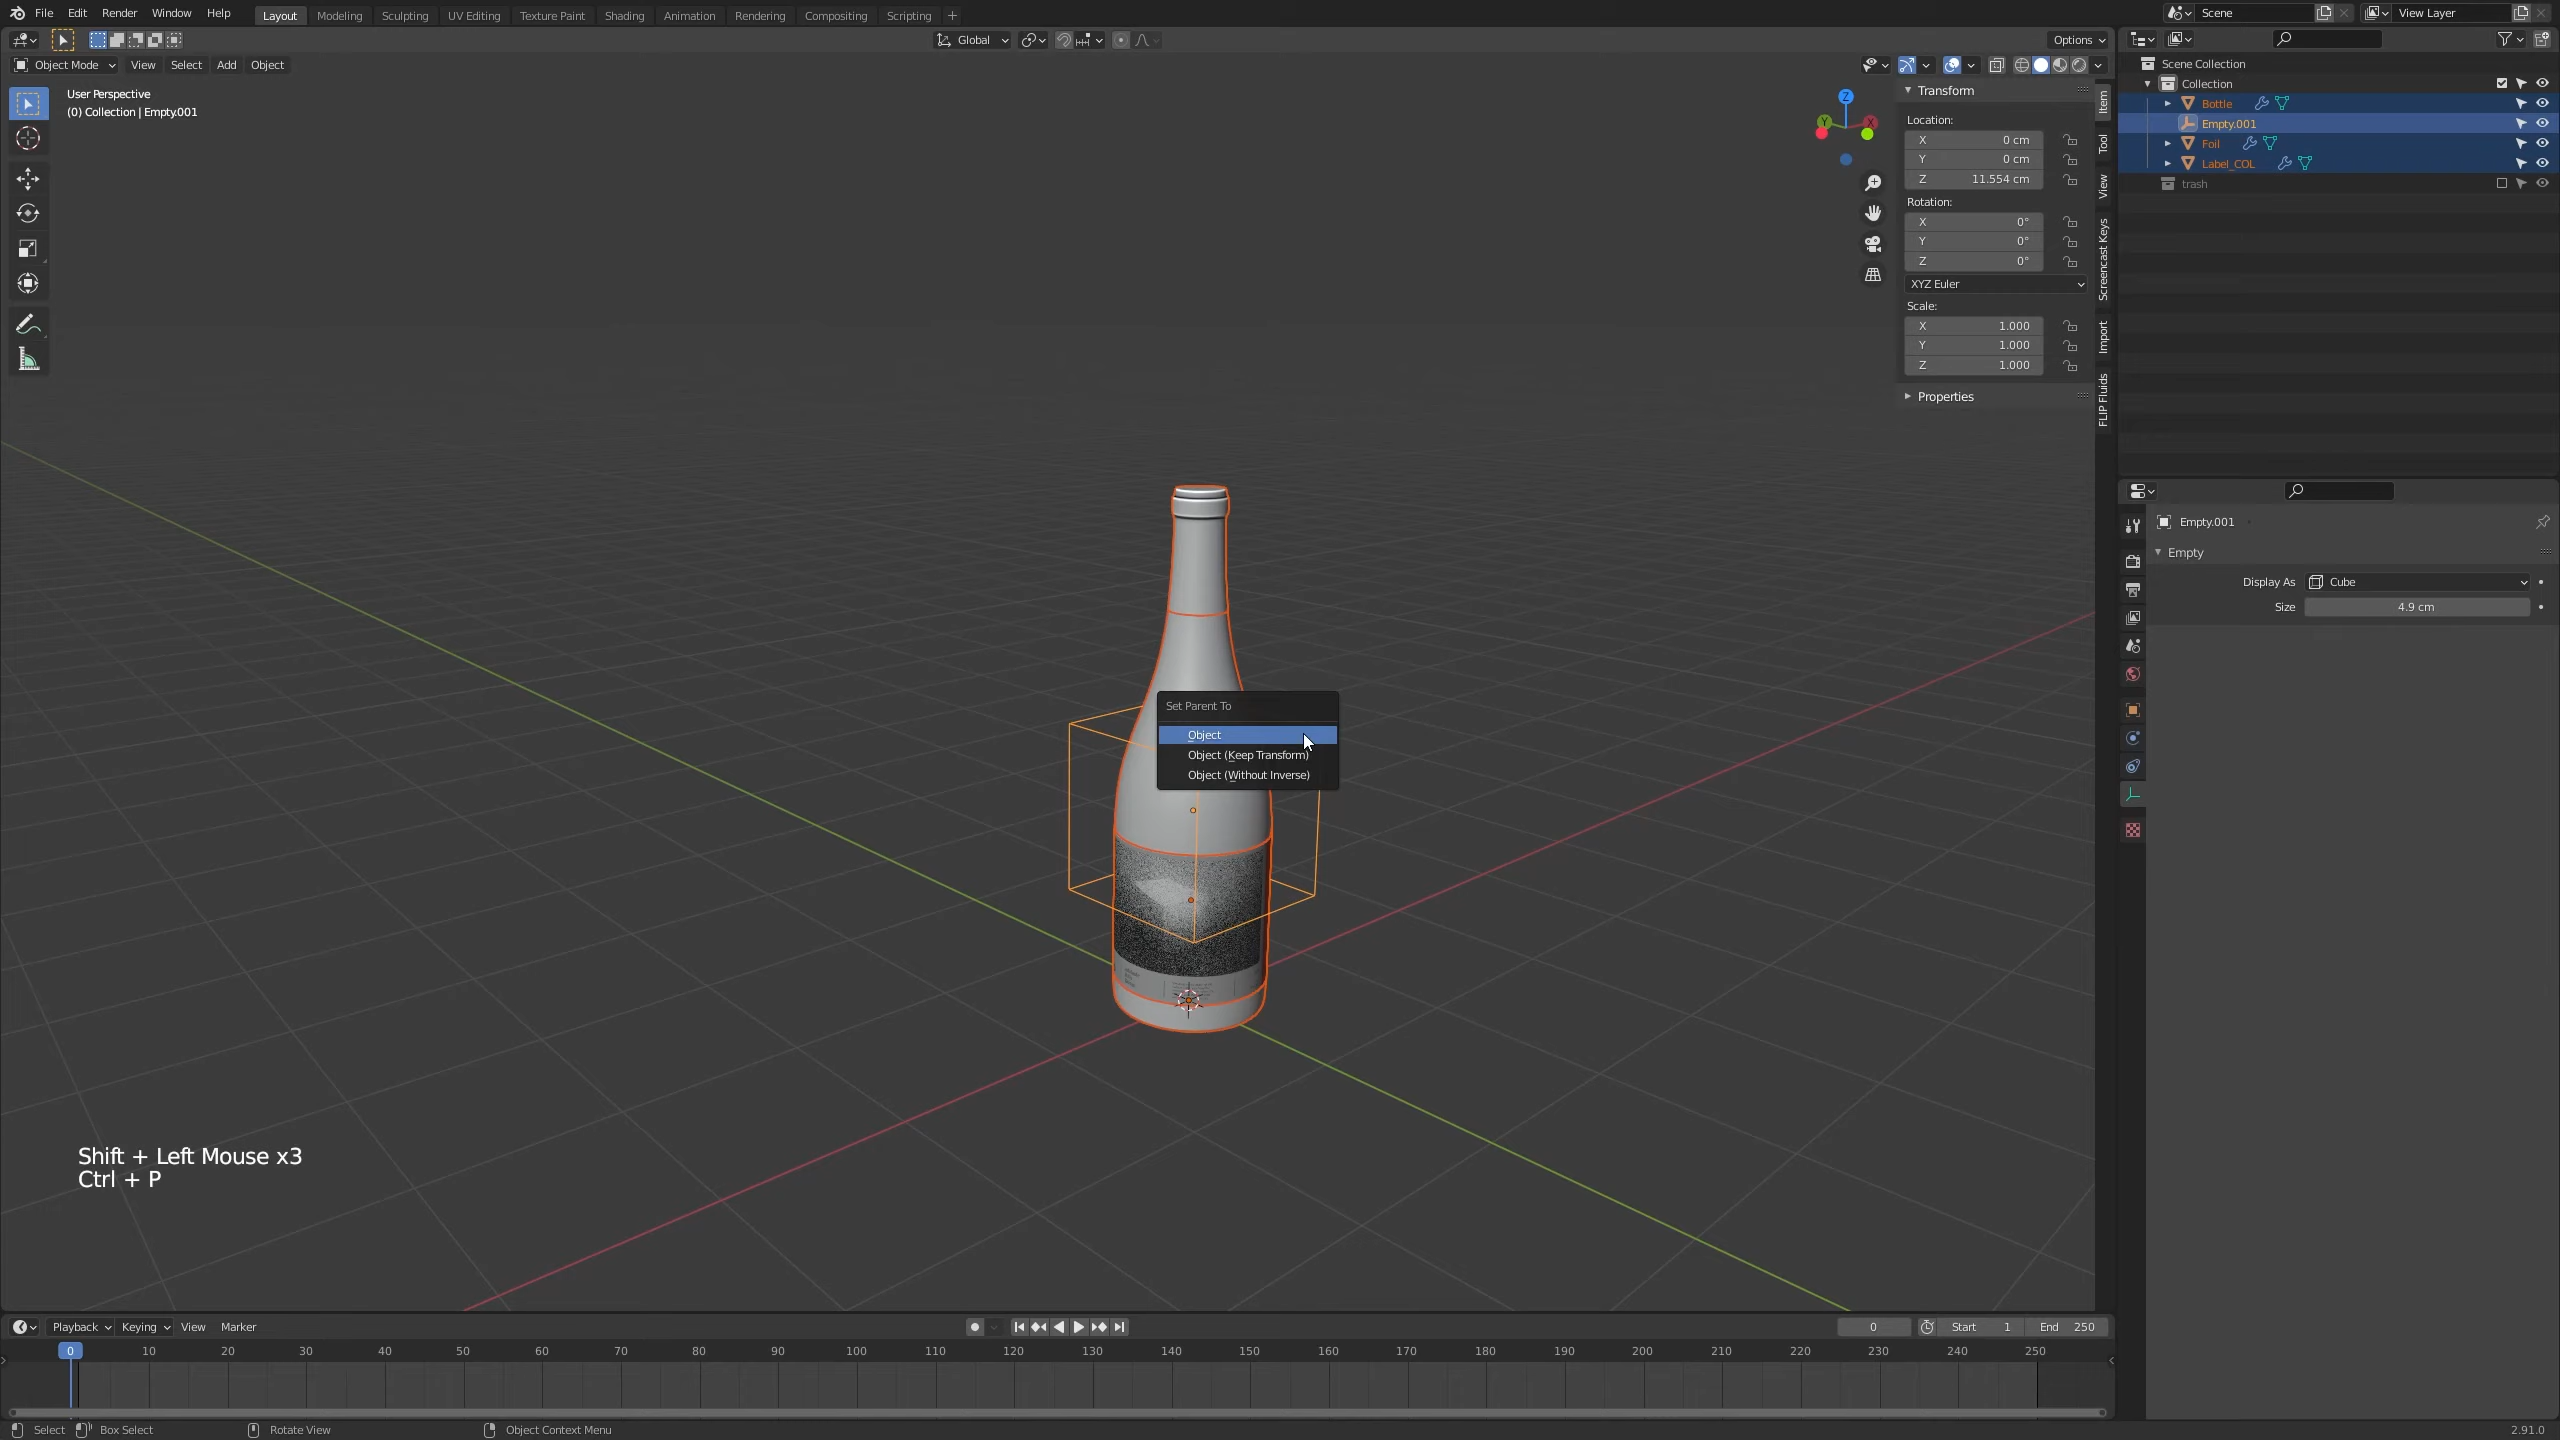 File Edit Render Window Help Layout Modeling Sculpting UV Editing Texture Paint Shading Animation Rendering Compositing Scripting + Scene View Layer
Global Options
Object Mode View Select Add Object
User Perspective
(0) Collection | Empty.001
Z
Y X
Transform
Location:
X 0 cm
Y 0 cm
Z 11.554 cm
Rotation:
X 0°
Y 0°
Z 0°
XYZ Euler
Scale:
X 1.000
Y 1.000
Z 1.000
Properties
Item
Tool
View
Screencast Keys
Import
FLIP Fluids
Scene Collection
Collection
Bottle
Empty.001
Foil
Label_COL
trash
Empty.001
Empty
Display As Cube
Size 4.9 cm
Set Parent To
Object
Object (Keep Transform)
Object (Without Inverse)
Shift + Left Mouse x3
Ctrl + P
Playback Keying View Marker 0 Start 1 End 250
0 10 20 30 40 50 60 70 80 90 100 110 120 130 140 150 160 170 180 190 200 210 220 230 240 250
Select Box Select Rotate View Object Context Menu 2.91.0